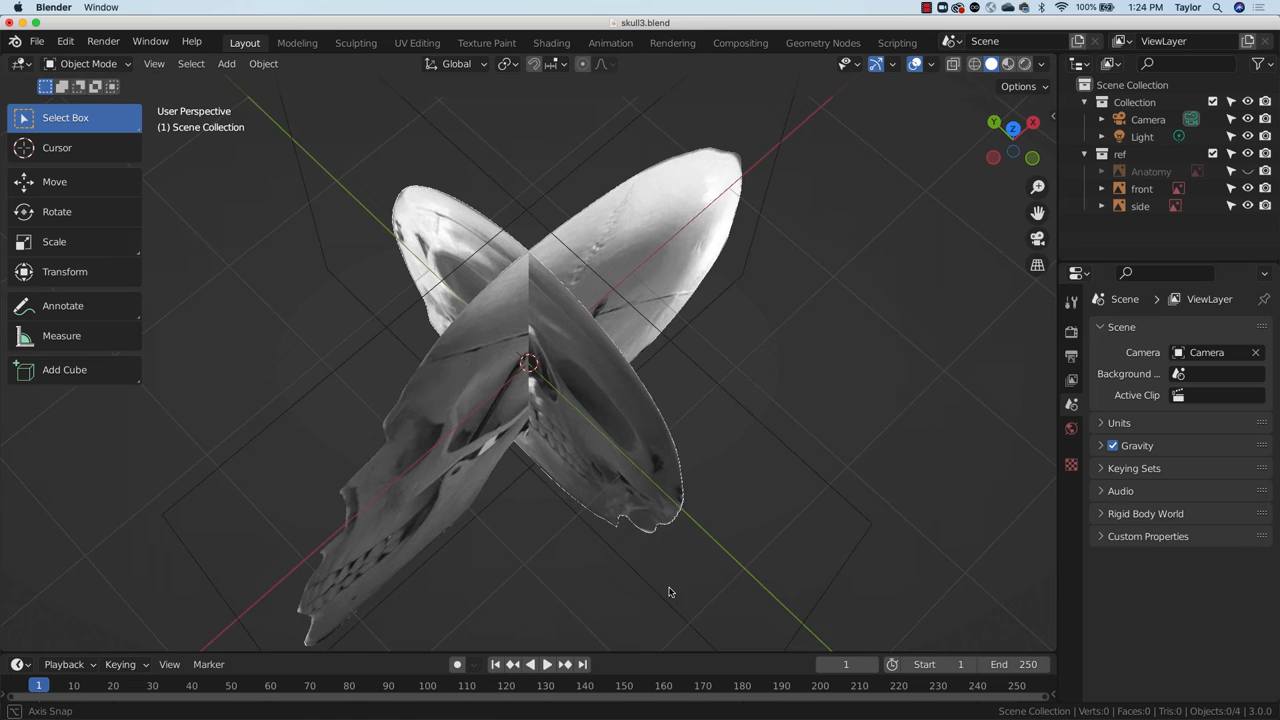 Blender Window 100% 1:24 PM Taylor
skull3.blend
File Edit Render Window Help Layout Modeling Sculpting UV Editing Texture Paint Shading Animation Rendering Compositing Geometry Nodes Scripting Scene ViewLayer
Object Mode View Select Add Object Global
Options
Select Box
Cursor
Move
Rotate
Scale
Transform
Annotate
Measure
Add Cube
User Perspective
(1) Scene Collection
Y X
Z
Scene Collection
Collection
Camera
Light
ref
Anatomy
front
side
Scene > ViewLayer
Scene
Camera Camera
Background ...
Active Clip
Units
Gravity
Keying Sets
Audio
Rigid Body World
Custom Properties
Playback Keying View Marker 1 Start 1 End 250
1 10 20 30 40 50 60 70 80 90 100 110 120 130 140 150 160 170 180 190 200 210 220 230 240 250
Axis Snap Scene Collection | Verts:0 | Faces:0 | Tris:0 | Objects:0/4 | 3.0.0